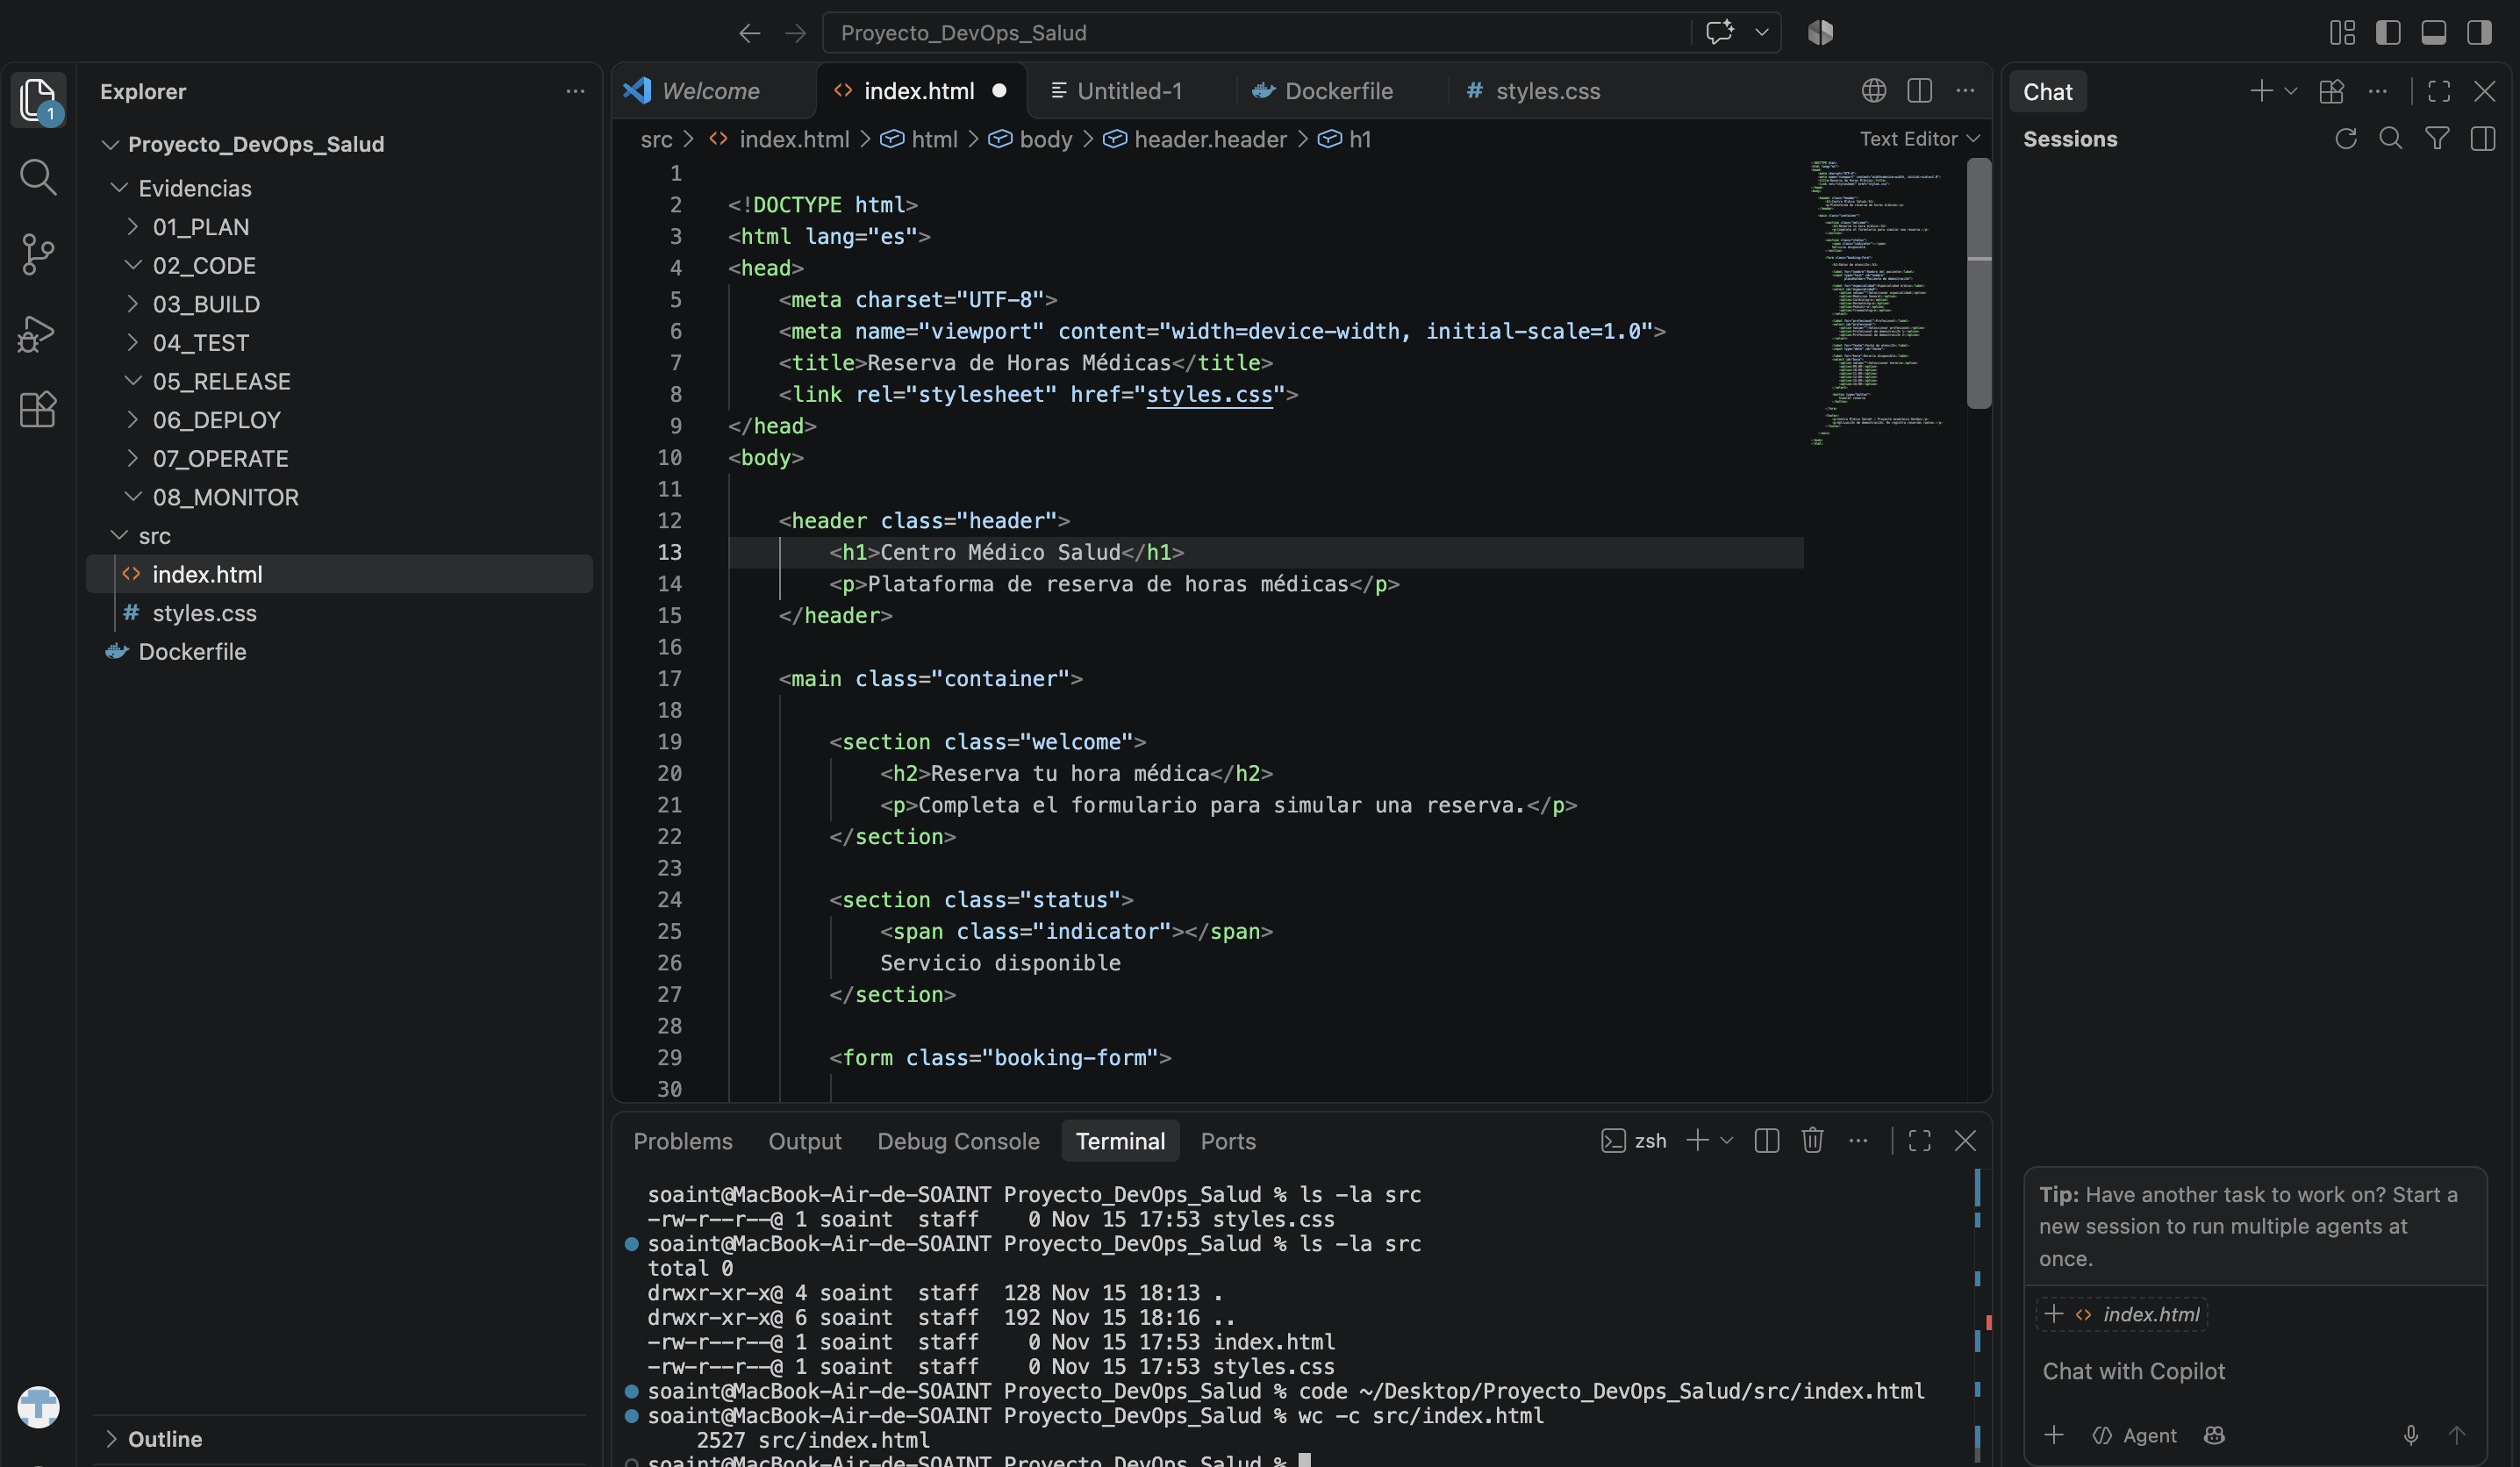 Proyecto_DevOps_Salud
Explorer
1
Proyecto_DevOps_Salud
Evidencias
01_PLAN
02_CODE
03_BUILD
04_TEST
05_RELEASE
06_DEPLOY
07_OPERATE
08_MONITOR
src
index.html
styles.css
Dockerfile
Outline
Welcome
index.html
Untitled-1
Dockerfile
styles.css
src > index.html > html > body > header.header > h1
Text Editor
1
2 <!DOCTYPE html>
3 <html lang="es">
4 <head>
5 <meta charset="UTF-8">
6 <meta name="viewport" content="width=device-width, initial-scale=1.0">
7 <title>Reserva de Horas Médicas</title>
8 <link rel="stylesheet" href="styles.css">
9 </head>
10 <body>
11
12 <header class="header">
13 <h1>Centro Médico Salud</h1>
14 <p>Plataforma de reserva de horas médicas</p>
15 </header>
16
17 <main class="container">
18
19 <section class="welcome">
20 <h2>Reserva tu hora médica</h2>
21 <p>Completa el formulario para simular una reserva.</p>
22 </section>
23
24 <section class="status">
25 <span class="indicator"></span>
26 Servicio disponible
27 </section>
28
29 <form class="booking-form">
30
Problems
Output
Debug Console
Terminal
Ports
zsh
soaint@MacBook-Air-de-SOAINT Proyecto_DevOps_Salud % ls -la src
-rw-r--r--@ 1 soaint  staff    0 Nov 15 17:53 styles.css
soaint@MacBook-Air-de-SOAINT Proyecto_DevOps_Salud % ls -la src
total 0
drwxr-xr-x@ 4 soaint  staff  128 Nov 15 18:13 .
drwxr-xr-x@ 6 soaint  staff  192 Nov 15 18:16 ..
-rw-r--r--@ 1 soaint  staff    0 Nov 15 17:53 index.html
-rw-r--r--@ 1 soaint  staff    0 Nov 15 17:53 styles.css
soaint@MacBook-Air-de-SOAINT Proyecto_DevOps_Salud % code ~/Desktop/Proyecto_DevOps_Salud/src/index.html
soaint@MacBook-Air-de-SOAINT Proyecto_DevOps_Salud % wc -c src/index.html
2527 src/index.html
soaint@MacBook-Air-de-SOAINT Proyecto_DevOps_Salud %
Chat
Sessions
Tip: Have another task to work on? Start a
new session to run multiple agents at
once.
index.html
Chat with Copilot
Agent